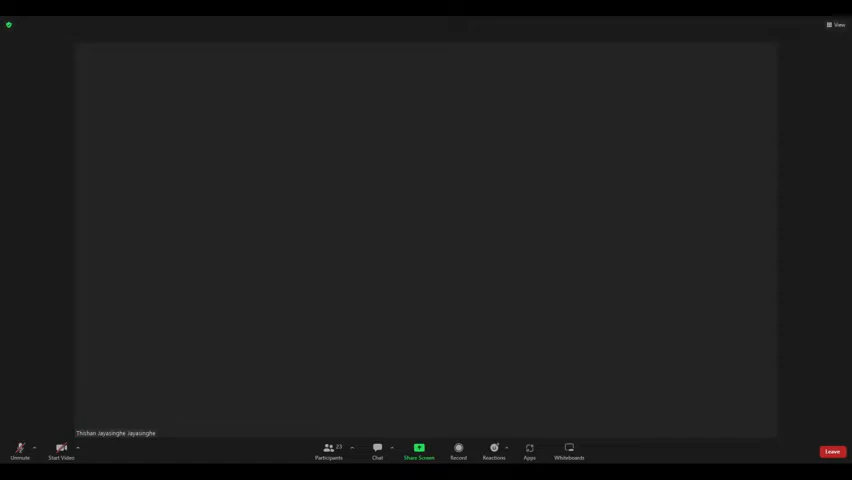 View
Thishan Jayasinghe Jayasinghe
23
Unmute
Start Video
Participants
Chat
Share Screen
Record
Reactions
Apps
Whiteboards
Leave